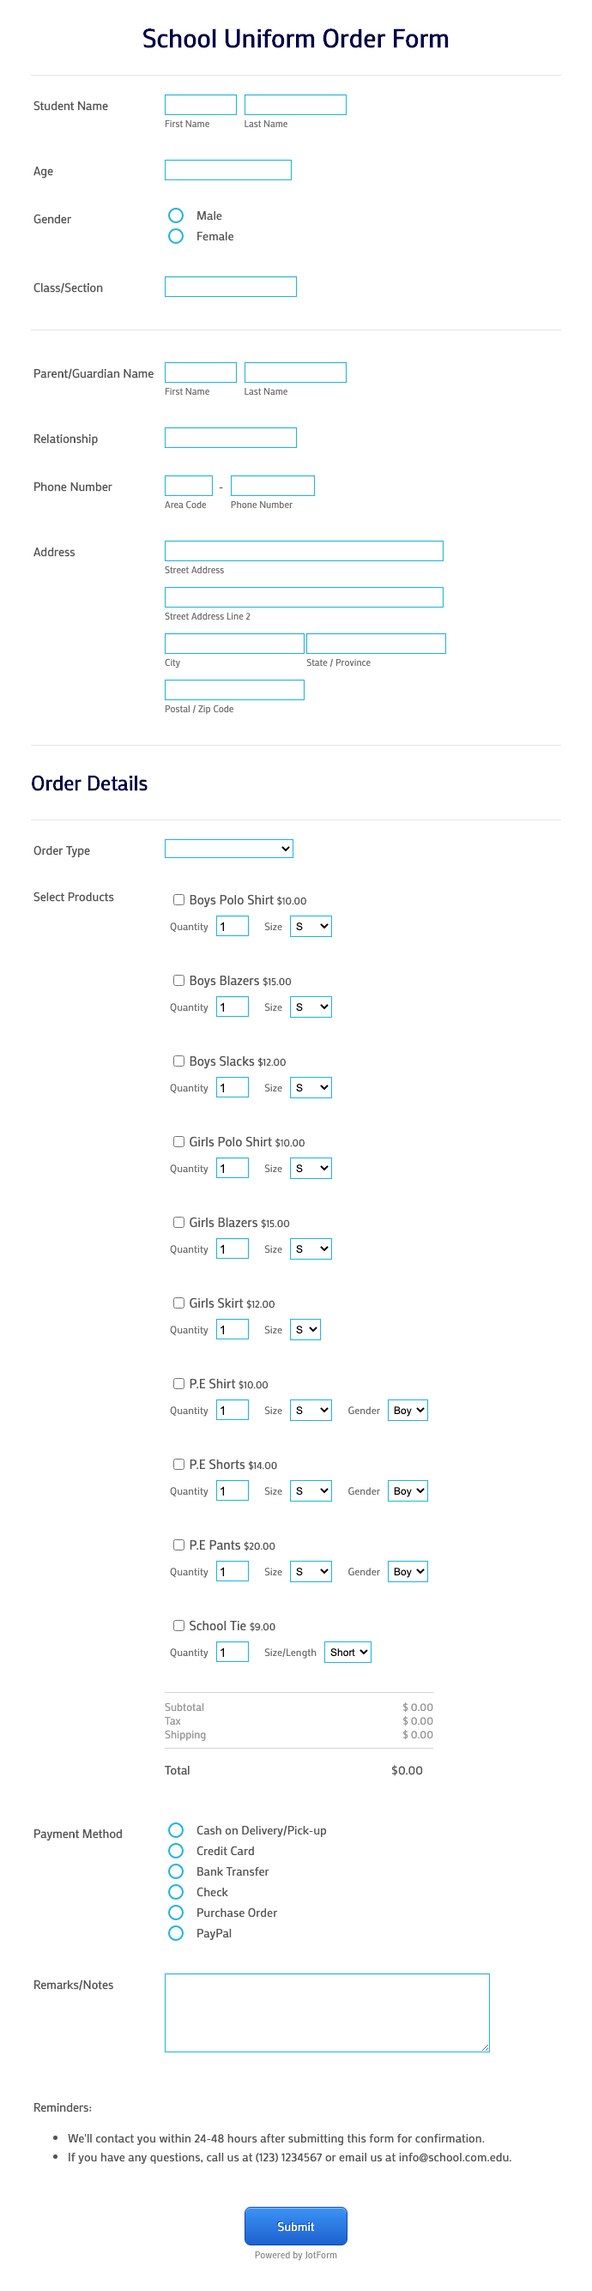 School Uniform Order Form
Student Name
First Name Last Name
Age
Gender Male
Female
Class/Section
Parent/Guardian Name
First Name Last Name
Relationship
Phone Number -
Area Code Phone Number
Address
Street Address
Street Address Line 2
City State / Province
Postal / Zip Code
Order Details
Order Type
Select Products Boys Polo Shirt $10.00
Quantity 1 Size S
Boys Blazers $15.00
Quantity 1 Size S
Boys Slacks $12.00
Quantity 1 Size S
Girls Polo Shirt $10.00
Quantity 1 Size S
Girls Blazers $15.00
Quantity 1 Size S
Girls Skirt $12.00
Quantity 1 Size S
P.E Shirt $10.00
Quantity 1 Size S Gender Boy
P.E Shorts $14.00
Quantity 1 Size S Gender Boy
P.E Pants $20.00
Quantity 1 Size S Gender Boy
School Tie $9.00
Quantity 1 Size/Length Short
Subtotal $ 0.00
Tax $ 0.00
Shipping $ 0.00
Total $0.00
Payment Method Cash on Delivery/Pick-up
Credit Card
Bank Transfer
Check
Purchase Order
PayPal
Remarks/Notes
Reminders:
• We'll contact you within 24-48 hours after submitting this form for confirmation.
• If you have any questions, call us at (123) 1234567 or email us at info@school.com.edu.
Submit
Powered by JotForm